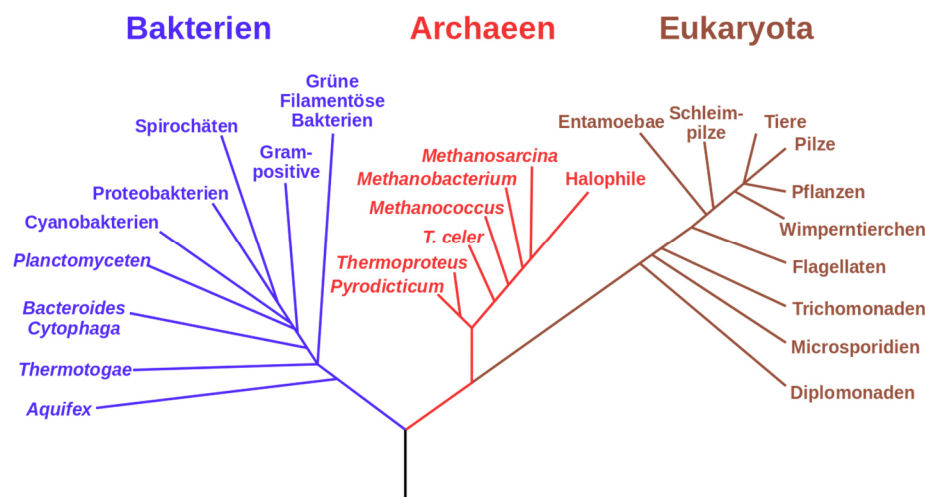 Bakterien
Archaeen
Eukaryota
Grüne
Filamentöse
Bakterien
Spirochäten
Gram-
positive
Proteobakterien
Cyanobakterien
Planctomyceten
Bacteroides
Cytophaga
Thermotogae
Aquifex
Methanosarcina
Methanobacterium
Halophile
Methanococcus
T. celer
Thermoproteus
Pyrodicticum
Entamoebae
Schleim-
pilze
Tiere
Pilze
Pflanzen
Wimperntierchen
Flagellaten
Trichomonaden
Microsporidien
Diplomonaden